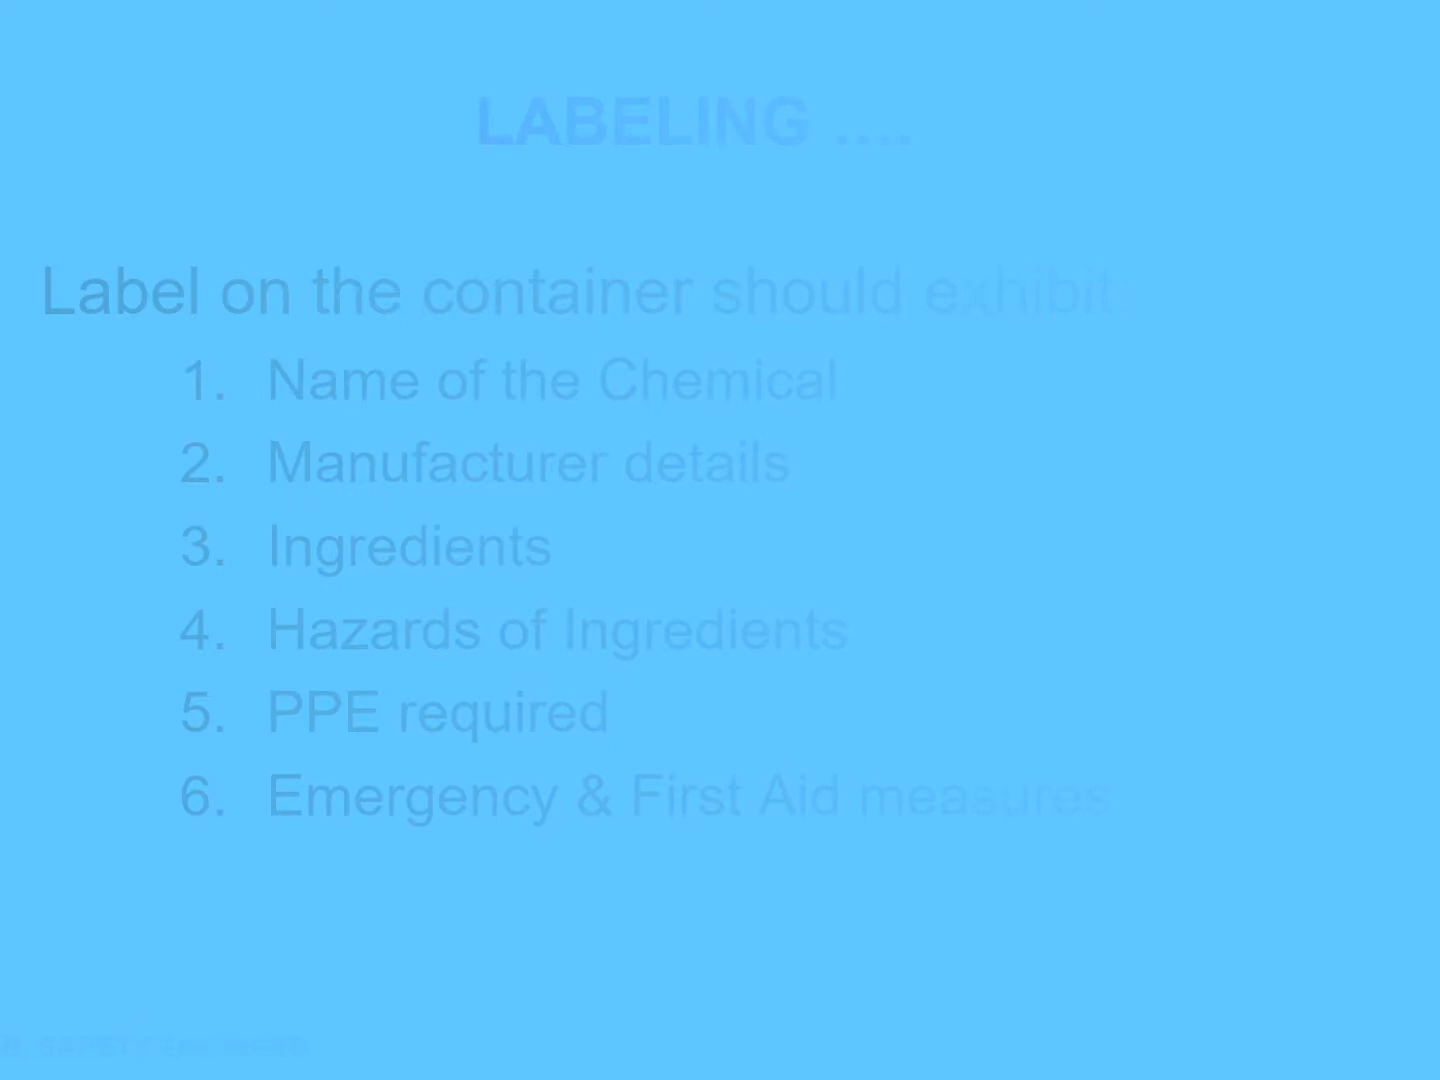 LABELING ....
Label on the container should exhibit:
1. Name of the Chemical
2. Manufacturer details
3. Ingredients
4. Hazards of Ingredients
5. PPE required
6. Emergency & First Aid measures